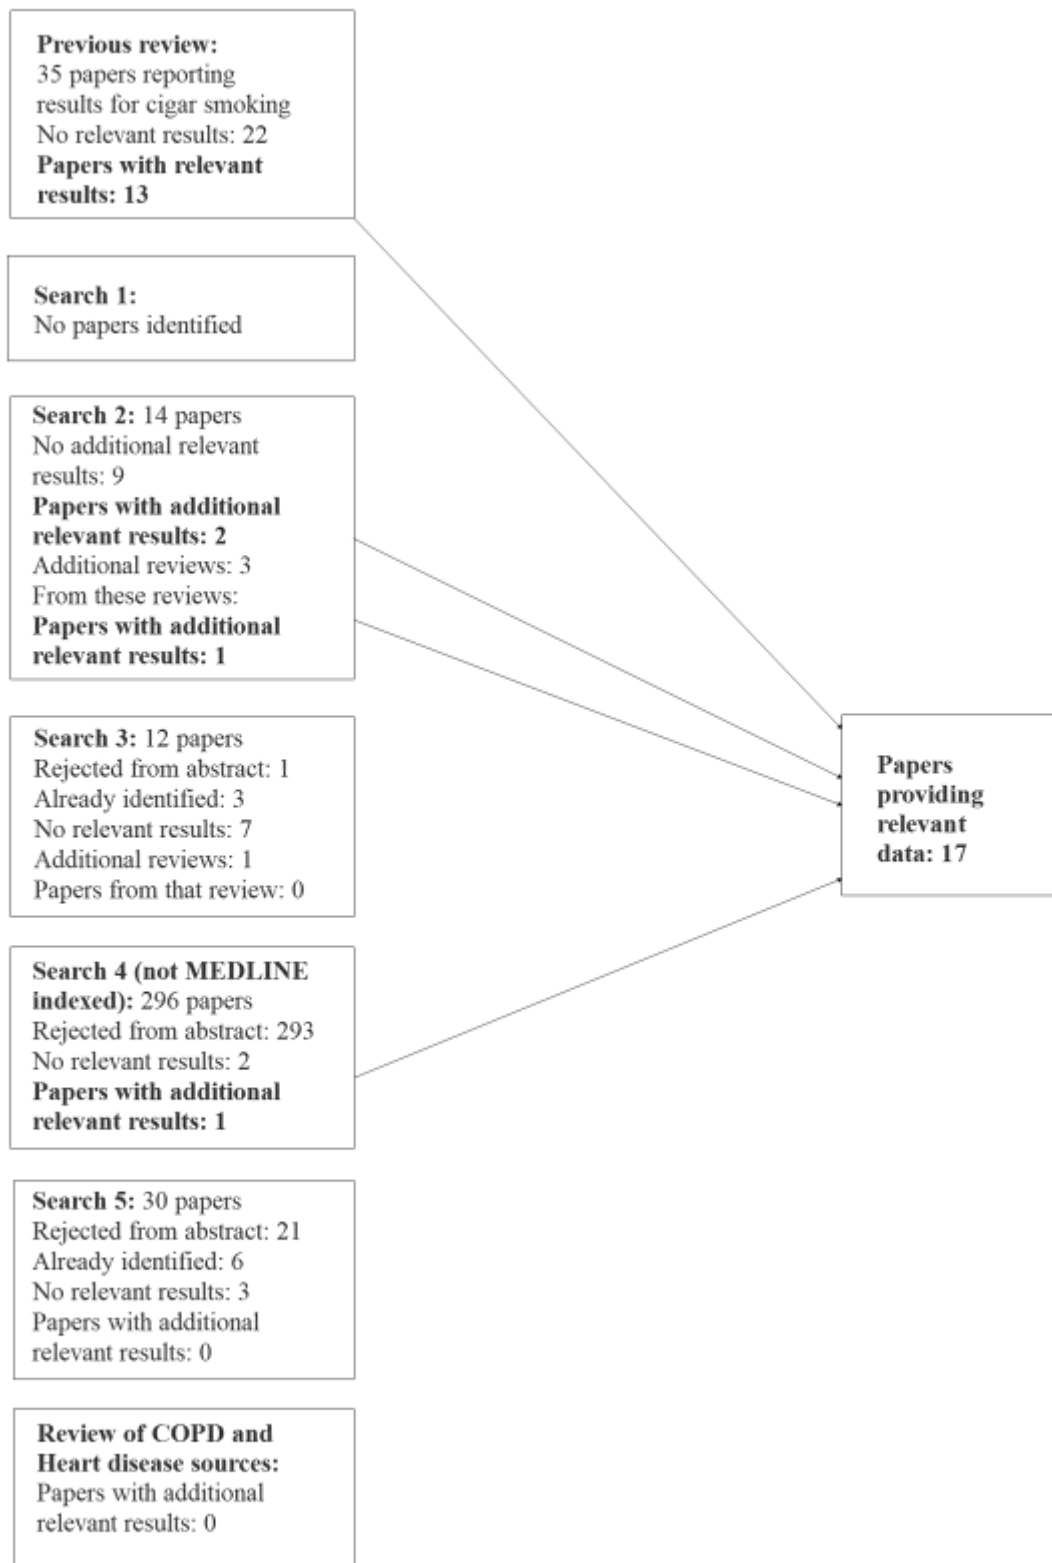 Previous review:
35 papers reporting
results for cigar smoking
No relevant results: 22
Papers with relevant
results: 13
Search 1:
No papers identified
Search 2: 14 papers
No additional relevant
results: 9
Papers with additional
relevant results: 2
Additional reviews: 3
From these reviews:
Papers with additional
relevant results: 1
Search 3: 12 papers
Rejected from abstract: 1
Already identified: 3
No relevant results: 7
Additional reviews: 1
Papers from that review: 0
Search 4 (not MEDLINE
indexed): 296 papers
Rejected from abstract: 293
No relevant results: 2
Papers with additional
relevant results: 1
Search 5: 30 papers
Rejected from abstract: 21
Already identified: 6
No relevant results: 3
Papers with additional
relevant results: 0
Review of COPD and
Heart disease sources:
Papers with additional
relevant results: 0
Papers
providing
relevant
data: 17